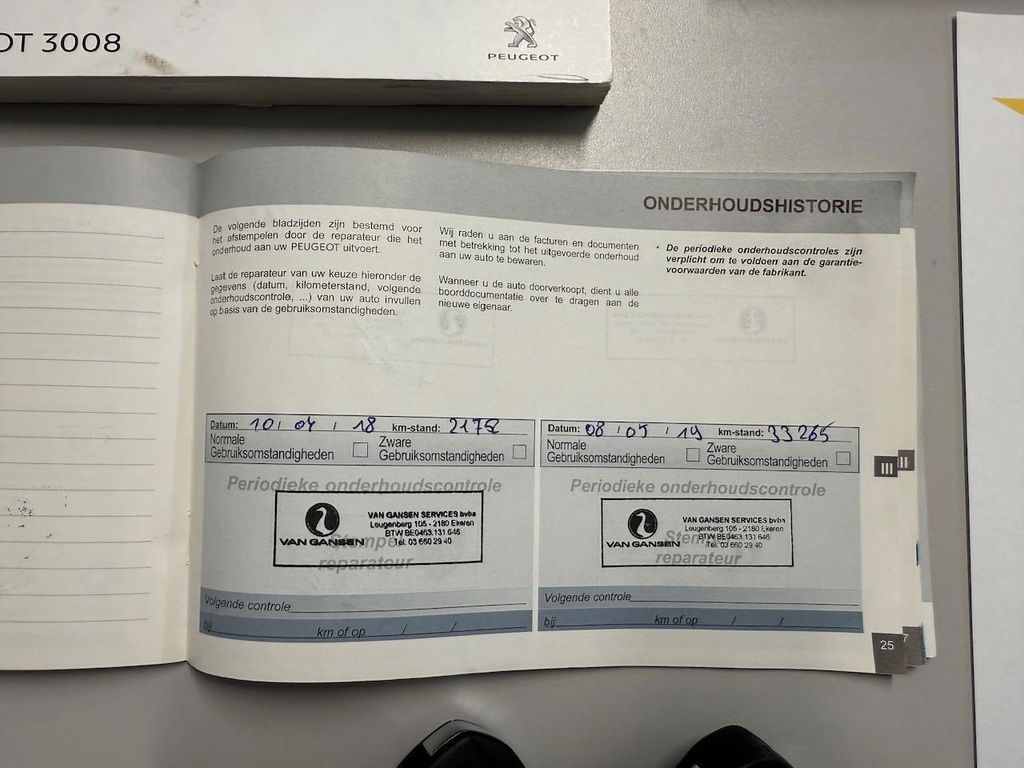 OT 3008
PEUGEOT
ONDERHOUDSHISTORIE
De volgende bladzijden zijn bestemd voor
het afstempelen door de reparateur die het
onderhoud aan uw PEUGEOT uitvoert.
Laat de reparateur van uw keuze hieronder de
gegevens (datum, kilometerstand, volgende
onderhoudscontrole, ...) van uw auto invullen
op basis van de gebruiksomstandigheden.
Wij raden u aan de facturen en documenten
met betrekking tot het uitgevoerde onderhoud
aan uw auto te bewaren.
Wanneer u de auto doorverkoopt, dient u alle
boorddocumentatie over te dragen aan de
nieuwe eigenaar.
• De periodieke onderhoudscontroles zijn
verplicht om te voldoen aan de garantie-
voorwaarden van de fabrikant.
Datum: 10 / 04 / 18 km-stand: 2178
Normale Zware
Gebruiksomstandigheden Gebruiksomstandigheden
Periodieke onderhoudscontrole
VAN GANSEN SERVICES bvba
Leugenberg 105 - 2180 Ekeren
BTW BE0463.131.646
Tel. 03 660 29 40
VAN GANSEN
Stempel
reparateur
Volgende controle
bij km of op / /
Datum: 08 / 05 / 19 km-stand: 33265
Normale Zware
Gebruiksomstandigheden Gebruiksomstandigheden
Periodieke onderhoudscontrole
VAN GANSEN SERVICES bvba
Leugenberg 105 - 2180 Ekeren
BTW BE0463.131.646
Tel. 03 660 29 40
VAN GANSEN
Stempel
reparateur
Volgende controle
bij km of op / /
III
III
25
7